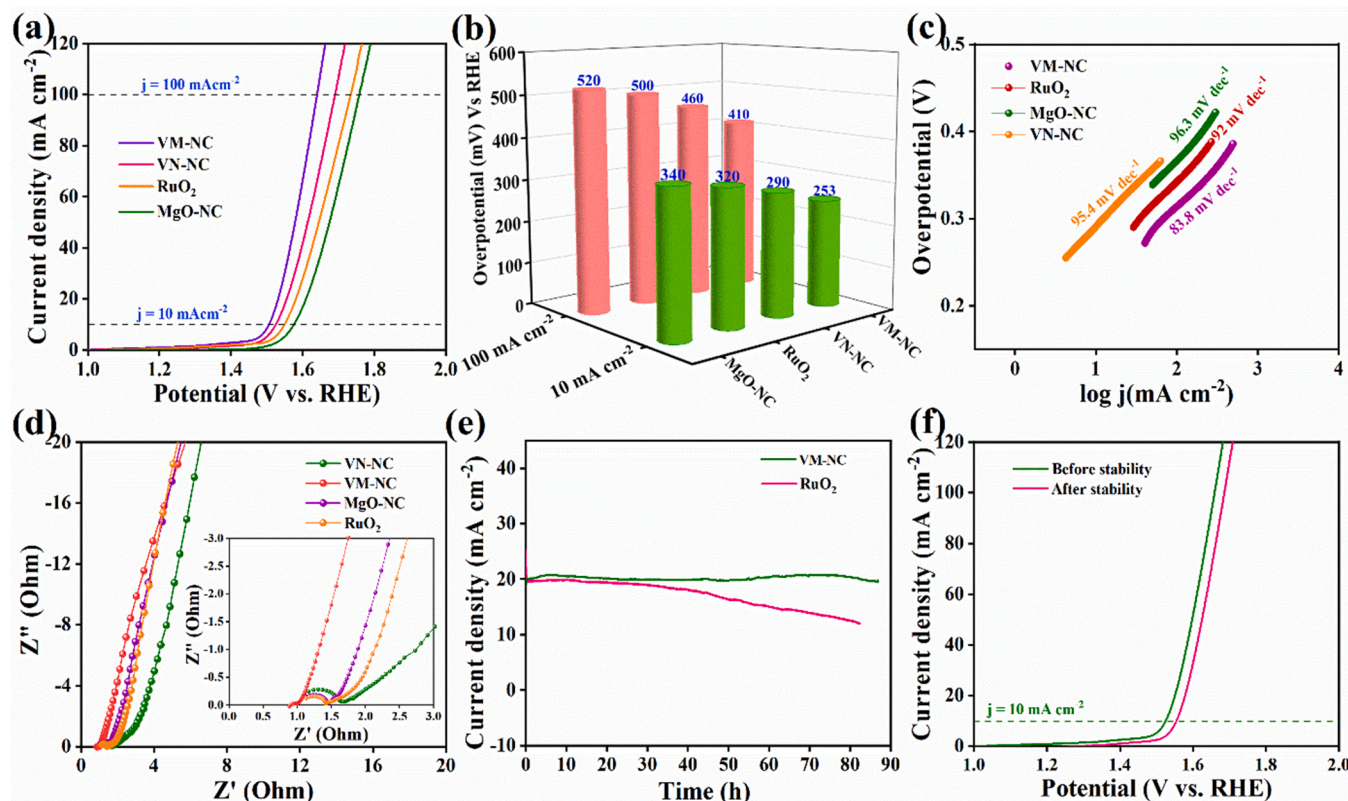 (a)
120
100
80
60
40
20
0
Current density (mA cm⁻²)
j = 100 mAcm⁻²
VM-NC
VN-NC
RuO₂
MgO-NC
j = 10 mAcm⁻²
1.0 1.2 1.4 1.6 1.8 2.0
Potential (V vs. RHE)
(b)
600
500
400
300
200
100
0
Overpotential (mV) Vs RHE
520 500 460 410
340 320 290 253
100 mA cm⁻²
10 mA cm⁻²
MgO-NC
RuO₂
VN-NC
VM-NC
(c)
0.5
0.4
0.3
0.2
Overpotential (V)
VM-NC
RuO₂
MgO-NC
VN-NC
95.4 mV dec⁻¹
96.3 mV dec⁻¹
92 mV dec⁻¹
83.8 mV dec⁻¹
0 1 2 3 4
log j(mA cm⁻²)
(d)
-20
-16
-12
-8
-4
0
Z'' (Ohm)
VN-NC
VM-NC
MgO-NC
RuO₂
-3.0
-2.5
-2.0
-1.5
-1.0
-0.5
0.0
Z'' (Ohm)
0.0 0.5 1.0 1.5 2.0 2.5 3.0
Z' (Ohm)
0 4 8 12 16 20
Z' (Ohm)
(e)
40
30
20
10
0
-10
Current density (mA cm⁻²)
VM-NC
RuO₂
0 10 20 30 40 50 60 70 80 90
Time (h)
(f)
120
100
80
60
40
20
0
Current density (mA cm⁻²)
Before stability
After stability
j = 10 mA cm⁻²
1.0 1.2 1.4 1.6 1.8 2.0
Potential (V vs. RHE)